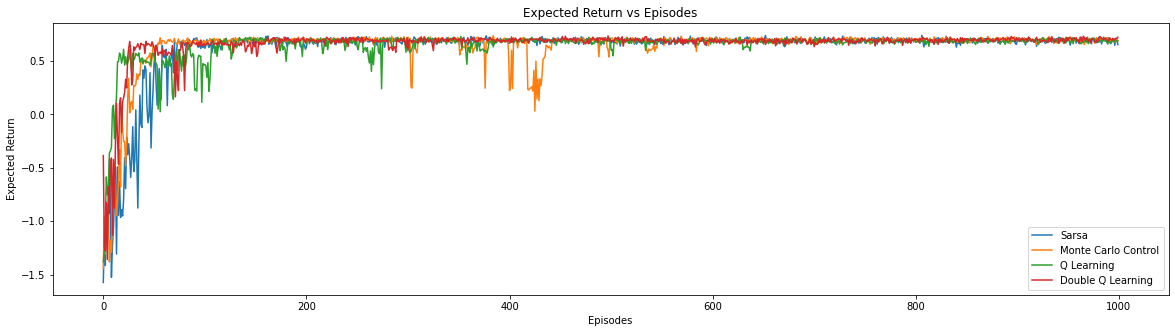 Expected Return vs Episodes
Expected Return
0.5
0.0
−0.5
−1.0
−1.5
0
200
400
600
800
1000
Episodes
Sarsa
Monte Carlo Control
Q Learning
Double Q Learning